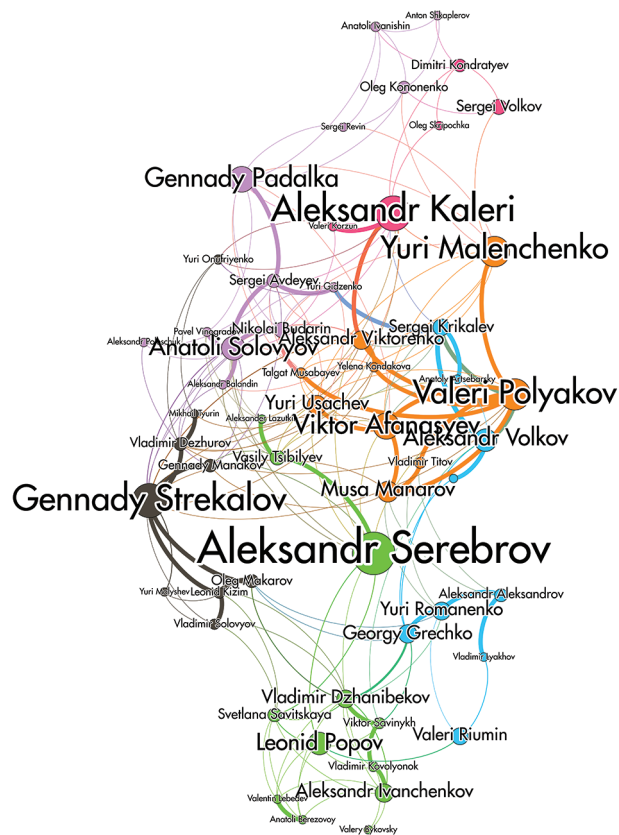 Anton Shkaplerov
Anatoli Ivanishin
Dimitri Kondratyev
Oleg Kononenko
Sergei Volkov
Oleg Skripochka
Sergei Revin
Gennady Padalka
Aleksandr Kaleri
Valeri Korzun
Yuri Malenchenko
Yuri Onufriyenko
Sergei Avdeyev
Yuri Gidzenko
Sergei Krikalev
Pavel Vinogradov
Nikolai Budarin
Aleksandr Viktorenko
Aleksandr Poleschuk
Anatoli Solovyov
Yelena Kondakova
Talgat Musabayev
Anatoly Artsebarsky
Aleksandr Balandin
Valeri Polyakov
Yuri Usachev
Mikhail Tyurin
Aleksander Lazutkin
Viktor Afanasyev
Aleksandr Volkov
Vladimir Dezhurov
Vasily Tsibilyev
Gennady Manakov
Vladimir Titov
Musa Manarov
Gennady Strekalov
Aleksandr Serebrov
Oleg Makarov
Yuri Malyshev
Leonid Kizim
Aleksandr Aleksandrov
Yuri Romanenko
Vladimir Solovyov
Georgy Grechko
Vladimir Lyakhov
Vladimir Dzhanibekov
Svetlana Savitskaya
Viktor Savinykh
Valeri Riumin
Leonid Popov
Vladimir Kovolyonok
Aleksandr Ivanchenkov
Valentin Lebedev
Anatoli Berezovoy
Valery Bykovsky